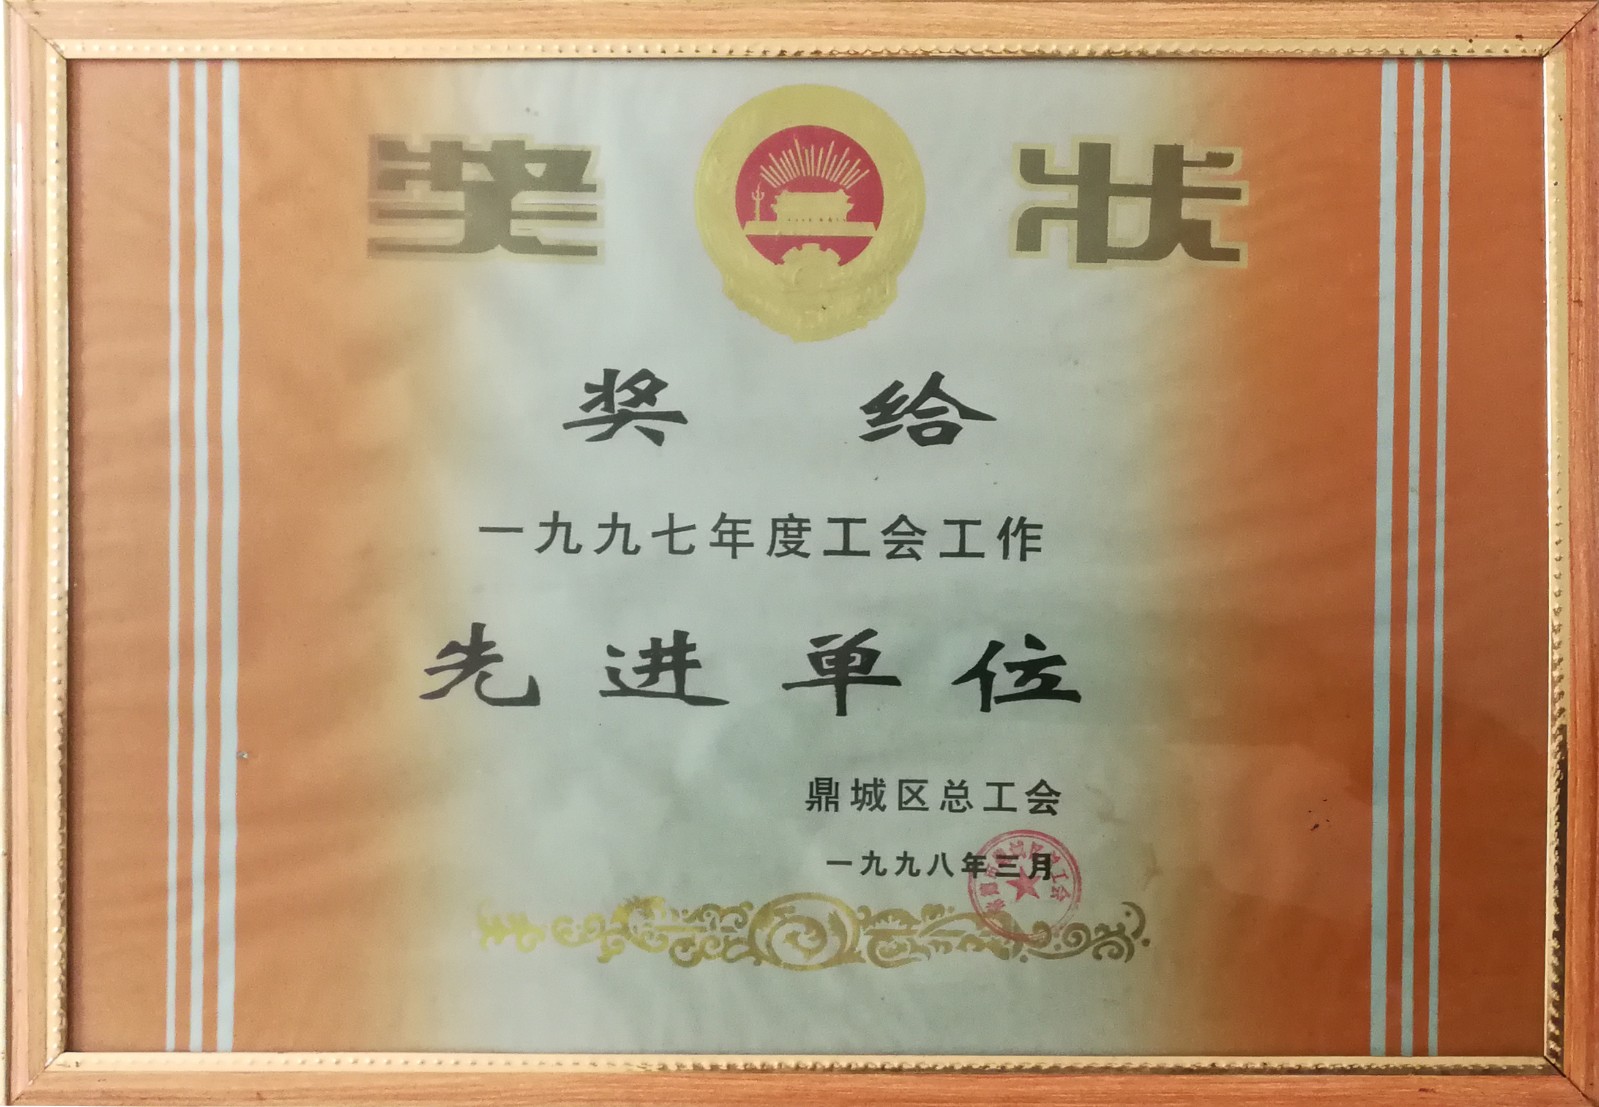 奖状
奖给
一九九七年度工会工作
先进单位
鼎城区总工会
一九九八年三月